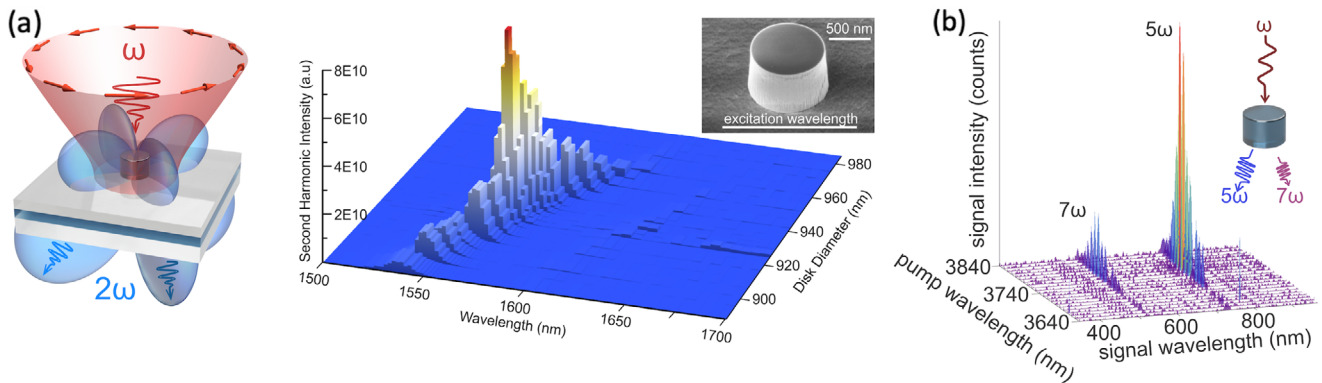 (a)
ω
2ω
Second Harmonic Intensity (a.u)
8E10
6E10
4E10
2E10
1500
1550
1600
1650
1700
Wavelength (nm)
980
960
940
920
900
Disk Diameter (nm)
500 nm
excitation wavelength
(b)
signal intensity (counts)
5ω
7ω
3840
3740
3640
pump wavelength (nm)
400
600
800
signal wavelength (nm)
ω
5ω
7ω